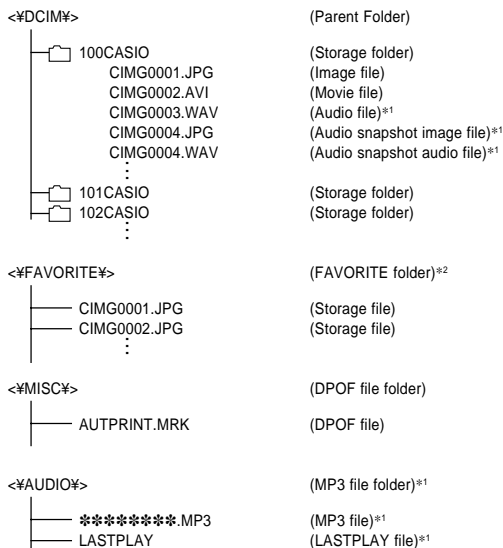 <¥DCIM¥> (Parent Folder)
100CASIO (Storage folder)
CIMG0001.JPG (Image file)
CIMG0002.AVI (Movie file)
CIMG0003.WAV (Audio file)*1
CIMG0004.JPG (Audio snapshot image file)*1
CIMG0004.WAV (Audio snapshot audio file)*1
⋮
101CASIO (Storage folder)
102CASIO (Storage folder)
⋮
<¥FAVORITE¥> (FAVORITE folder)*2
CIMG0001.JPG (Storage file)
CIMG0002.JPG (Storage file)
⋮
<¥MISC¥> (DPOF file folder)
AUTPRINT.MRK (DPOF file)
<¥AUDIO¥> (MP3 file folder)*1
✽✽✽✽✽✽✽✽.MP3 (MP3 file)*1
LASTPLAY (LASTPLAY file)*1